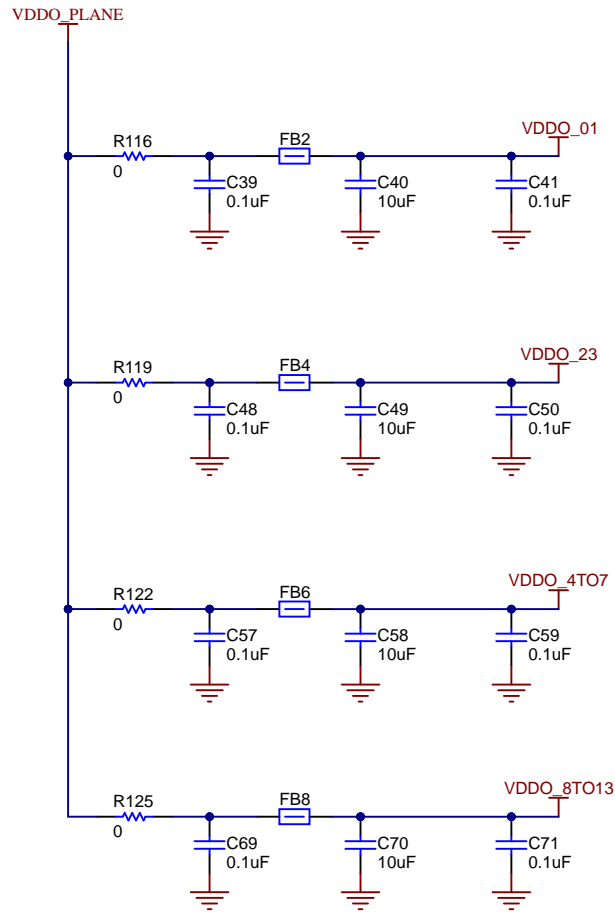 VDDO_PLANE
VDDO_01
R116
0
FB2
C39
0.1uF
C40
10uF
C41
0.1uF
VDDO_23
R119
0
FB4
C48
0.1uF
C49
10uF
C50
0.1uF
VDDO_4TO7
R122
0
FB6
C57
0.1uF
C58
10uF
C59
0.1uF
VDDO_8TO13
R125
0
FB8
C69
0.1uF
C70
10uF
C71
0.1uF